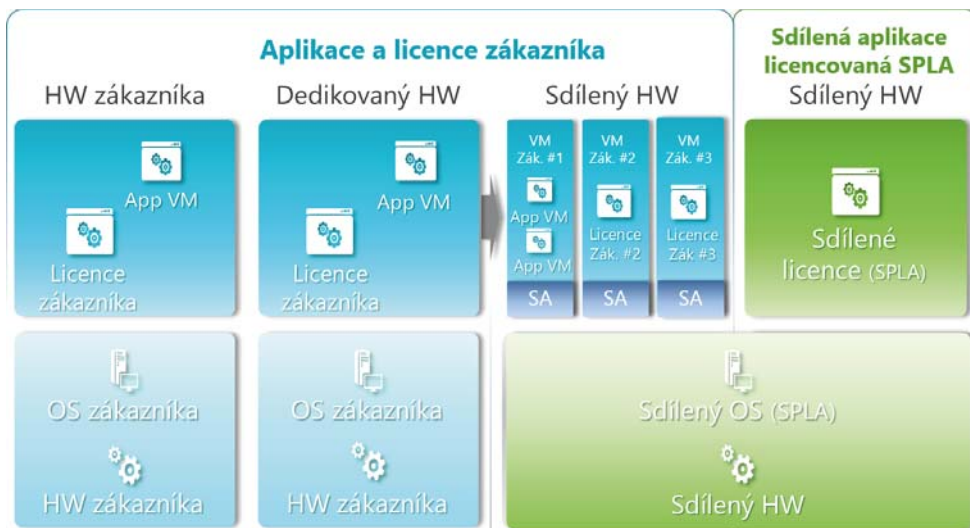 Aplikace a licence zákazníka
Sdílená aplikace
licencovaná SPLA
HW zákazníka
Dedikovaný HW
Sdílený HW
Sdílený HW
App VM
Licence
zákazníka
App VM
Licence
zákazníka
VM
Zák. #1
App VM
App VM
SA
VM
Zák. #2
Licence
Zák. #2
SA
VM
Zák. #3
Licence
Zák #3
SA
Sdílené
licence (SPLA)
OS zákazníka
HW zákazníka
OS zákazníka
HW zákazníka
Sdílený OS (SPLA)
Sdílený HW